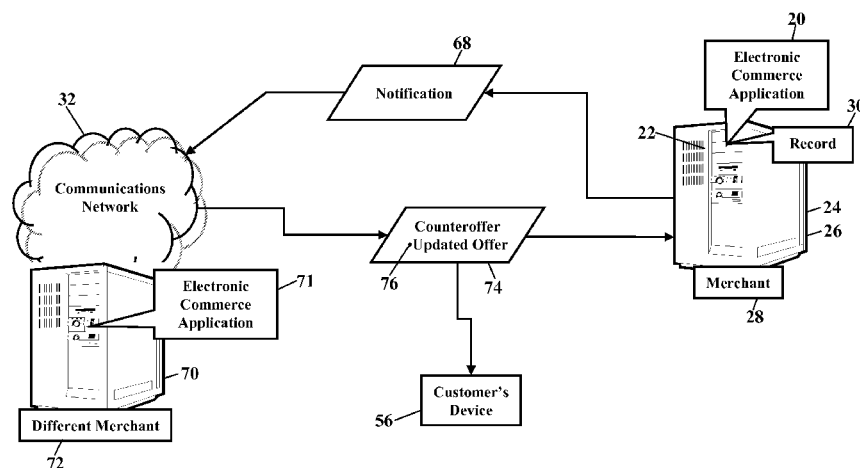 20
68
Electronic
Commerce
Application
Notification
32
30
22
Record
Communications
Network
Counteroffer
Updated Offer
76
74
24
26
Electronic
Commerce
Application
71
Merchant
28
70
Customer's
Device
56
Different Merchant
72